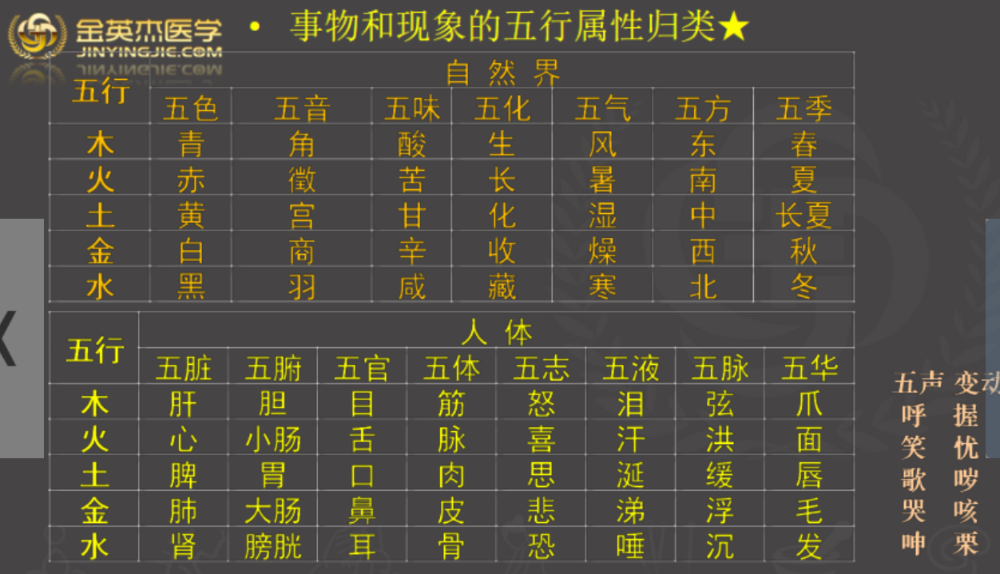 金英杰医学
JINYINGJIE.COM
• 事物和现象的五行属性归类★
五行 自 然 界
五色 五音 五味 五化 五气 五方 五季
木 青 角 酸 生 风 东 春
火 赤 徵 苦 长 暑 南 夏
土 黄 宫 甘 化 湿 中 长夏
金 白 商 辛 收 燥 西 秋
水 黑 羽 咸 藏 寒 北 冬
五行 人 体
五脏 五腑 五官 五体 五志 五液 五脉 五华
木 肝 胆 目 筋 怒 泪 弦 爪
火 心 小肠 舌 脉 喜 汗 洪 面
土 脾 胃 口 肉 思 涎 缓 唇
金 肺 大肠 鼻 皮 悲 涕 浮 毛
水 肾 膀胱 耳 骨 恐 唾 沉 发
五声 变动
呼 握
笑 忧
歌 哕
哭 咳
呻 栗